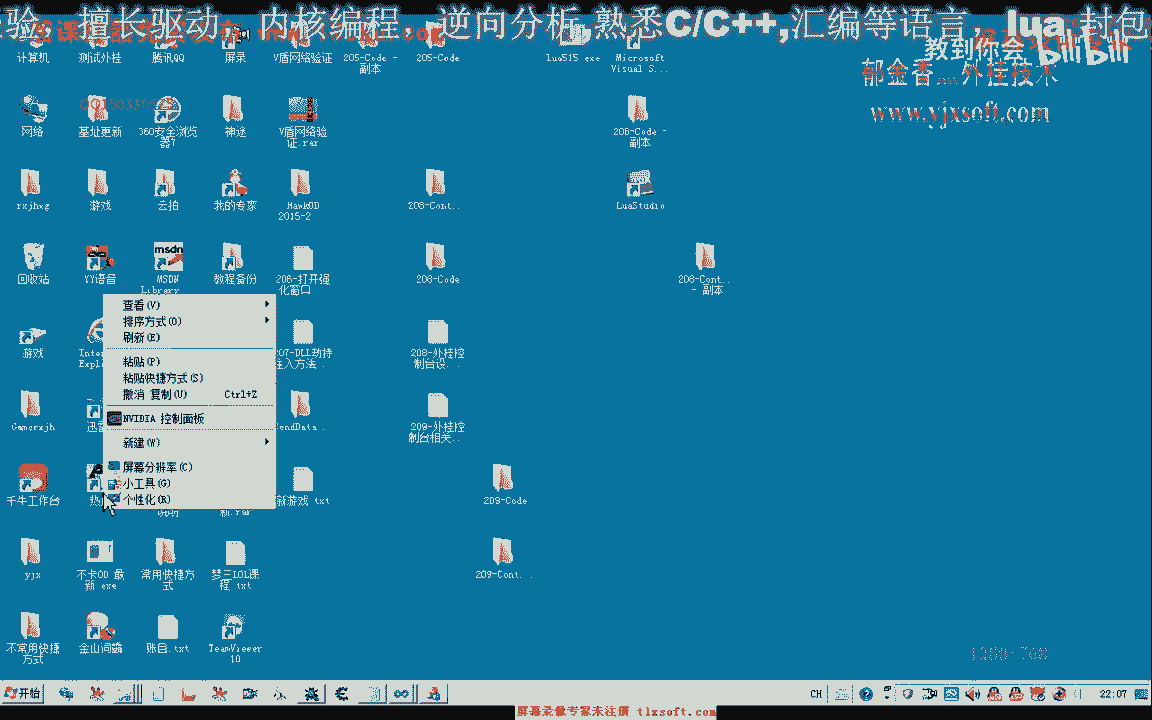 验, 擅长驱动、内核编程、逆向分析,熟悉C/C++,汇编等语言, lua 封包
教到你会
bilibili
郁金香
外挂技术
www.yjxsoft.com
计算机
测试外挂
腾讯QQ
屏录
V盾网络验证
205-Code - 副本
205-Code
lua515 exe
Microsoft Visual S...
网络
基址更新
360安全浏览器7
神途
V盾网络验证.rar
206-Code - 副本
rxjhxg
游戏
云拍
我的专家
HawkOD 2015-2
208-Cont..
LuaStudio
回收站
YY语音
MSDN Library
教程备份
206-打开强化窗口
208-Code
208-Cont.. - 副本
查看(V)
排序方式(O)
刷新(E)
粘贴(P)
粘贴快捷方式(S)
撤消 复制(U) Ctrl+Z
NVIDIA 控制面板
新建(W)
屏幕分辨率(C)
小工具(G)
个性化(R)
游戏
07-DLL劫持
注入方法..
208-外挂控制台设...
Gamerxjh
endData.
209-外挂控制台相关..
千牛工作台
新游戏 txt
209-Code
yjx
不卡OD 最新 exe
常用快捷方式
梦三LOL课程.txt
209-Cont...
不常用快捷方式
金山词霸
账目.txt
TeamViewer 10
1280*768
开始
CH
22:07
屏幕录像专家未注册 tlxsoft.com